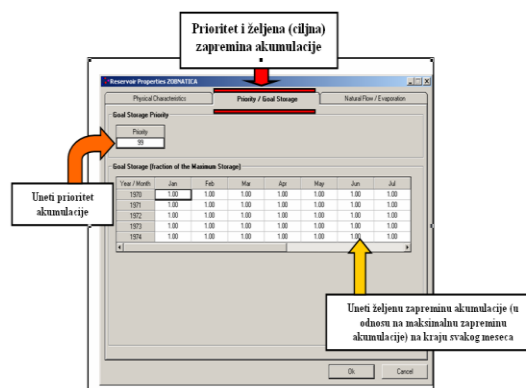 Prioritet i željena (ciljna)
zapremina akumulacije
Reservoir Properties-ZOBNATICA
Physical Characteristics Priority / Goal Storage Natural Flow / Evaporation
Goal Storage Priority
Priority
99
Uneti prioritet
akumulacije
Goal Storage (fraction of the Maximum Storage)
Year / Month Jan Feb Mar Apr May Jun Jul
1970 1.00 1.00 1.00 1.00 1.00 1.00 1.00
1971 1.00 1.00 1.00 1.00 1.00 1.00 1.00
1972 1.00 1.00 1.00 1.00 1.00 1.00 1.00
1973 1.00 1.00 1.00 1.00 1.00 1.00 1.00
1974 1.00 1.00 1.00 1.00 1.00 1.00 1.00
Uneti željenu zapreminu akumulacije (u
odnosu na maksimalnu zapreminu
akumulacije) na kraju svakog meseca
Ok Cancel